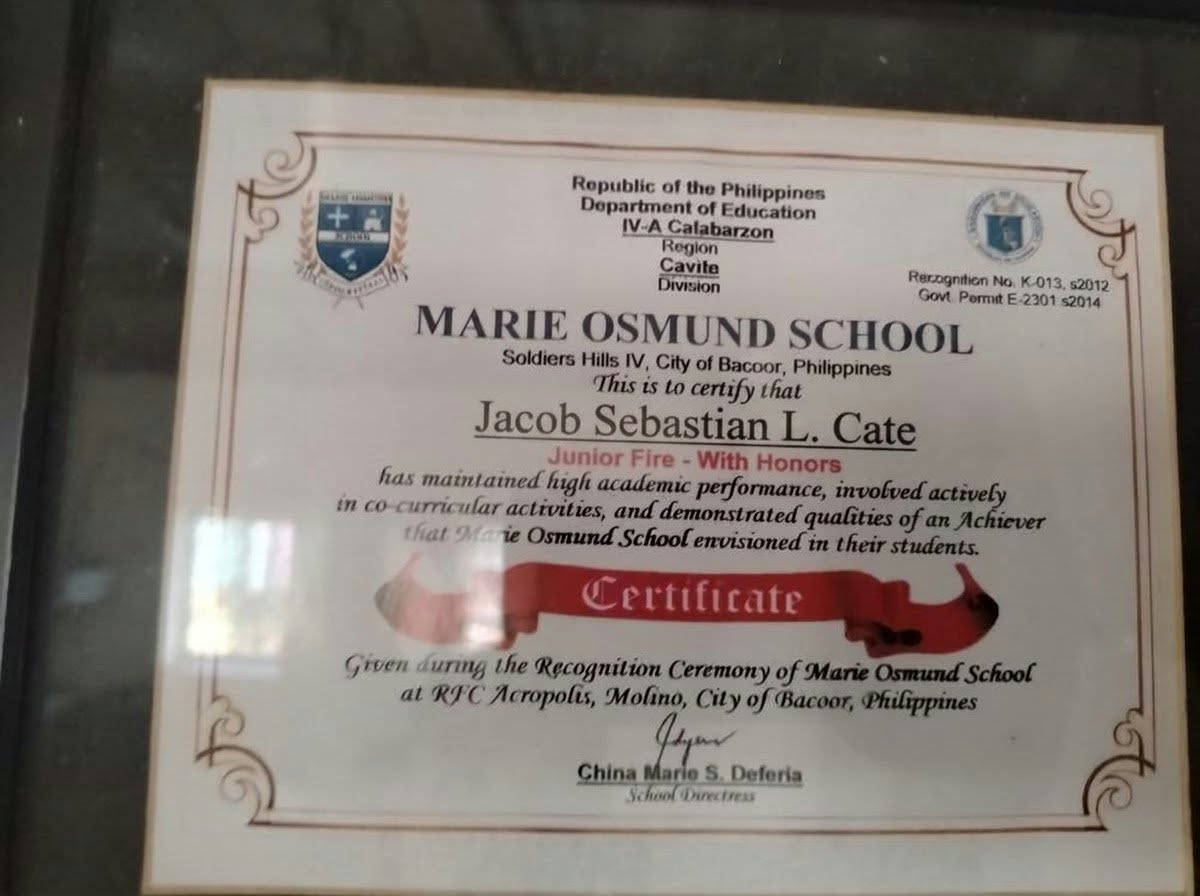 Republic of the Philippines
Department of Education
IV-A Calabarzon
Region
Cavite
Division
Recognition No. K-013, s2012
Govt. Permit E-2301 s2014
MARIE OSMUND SCHOOL
Soldiers Hills IV, City of Bacoor, Philippines
This is to certify that
Jacob Sebastian L. Cate
Junior Fire - With Honors
has maintained high academic performance, involved actively
in co-curricular activities, and demonstrated qualities of an Achiever
that Marie Osmund School envisioned in their students.
Certificate
Given during the Recognition Ceremony of Marie Osmund School
at RFC Acropolis, Molino, City of Bacoor, Philippines
China Marie S. Deferia
School Directress